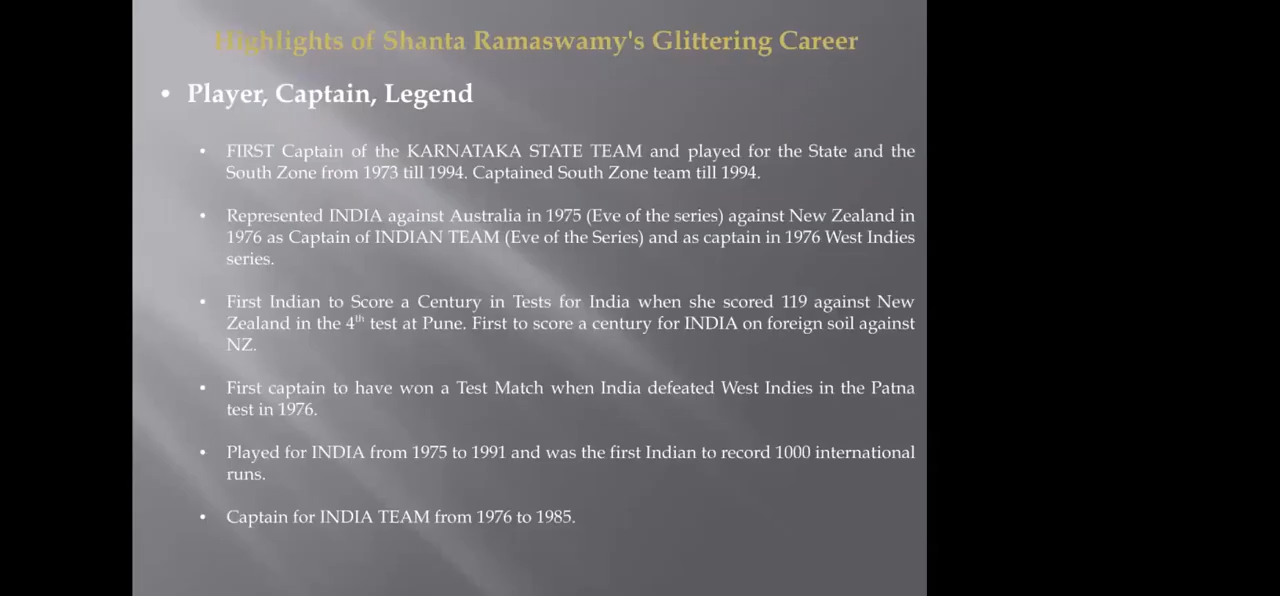 Highlights of Shanta Ramaswamy's Glittering Career
• Player, Captain, Legend
• FIRST Captain of the KARNATAKA STATE TEAM and played for the State and the
South Zone from 1973 till 1994. Captained South Zone team till 1994.
• Represented INDIA against Australia in 1975 (Eve of the series) against New Zealand in
1976 as Captain of INDIAN TEAM (Eve of the Series) and as captain in 1976 West Indies
series.
• First Indian to Score a Century in Tests for India when she scored 119 against New
Zealand in the 4th test at Pune. First to score a century for INDIA on foreign soil against
NZ.
• First captain to have won a Test Match when India defeated West Indies in the Patna
test in 1976.
• Played for INDIA from 1975 to 1991 and was the first Indian to record 1000 international
runs.
• Captain for INDIA TEAM from 1976 to 1985.